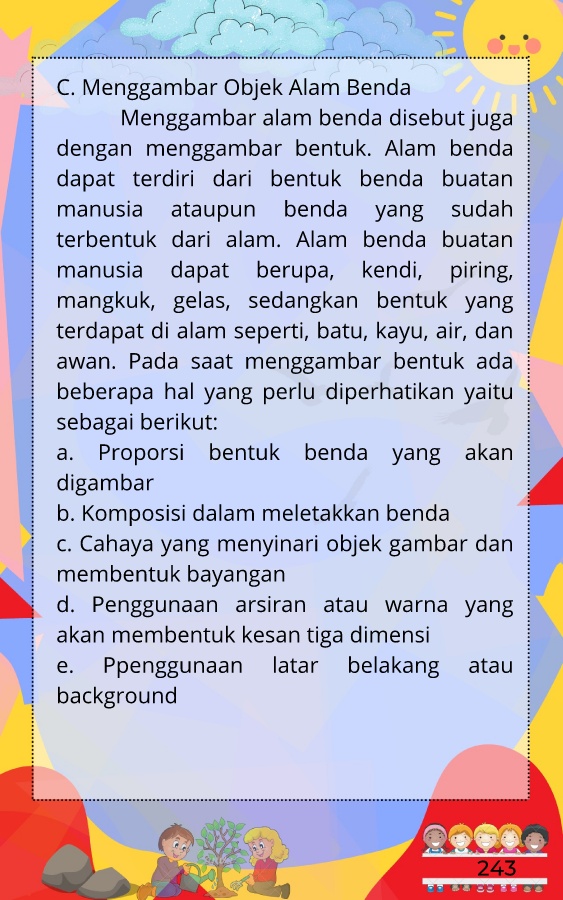 C. Menggambar Objek Alam Benda
Menggambar alam benda disebut juga
dengan menggambar bentuk. Alam benda
dapat terdiri dari bentuk benda buatan
manusia ataupun benda yang sudah
terbentuk dari alam. Alam benda buatan
manusia dapat berupa, kendi, piring,
mangkuk, gelas, sedangkan bentuk yang
terdapat di alam seperti, batu, kayu, air, dan
awan. Pada saat menggambar bentuk ada
beberapa hal yang perlu diperhatikan yaitu
sebagai berikut:
a. Proporsi bentuk benda yang akan
digambar
b. Komposisi dalam meletakkan benda
c. Cahaya yang menyinari objek gambar dan
membentuk bayangan
d. Penggunaan arsiran atau warna yang
akan membentuk kesan tiga dimensi
e. Ppenggunaan latar belakang atau
background
243